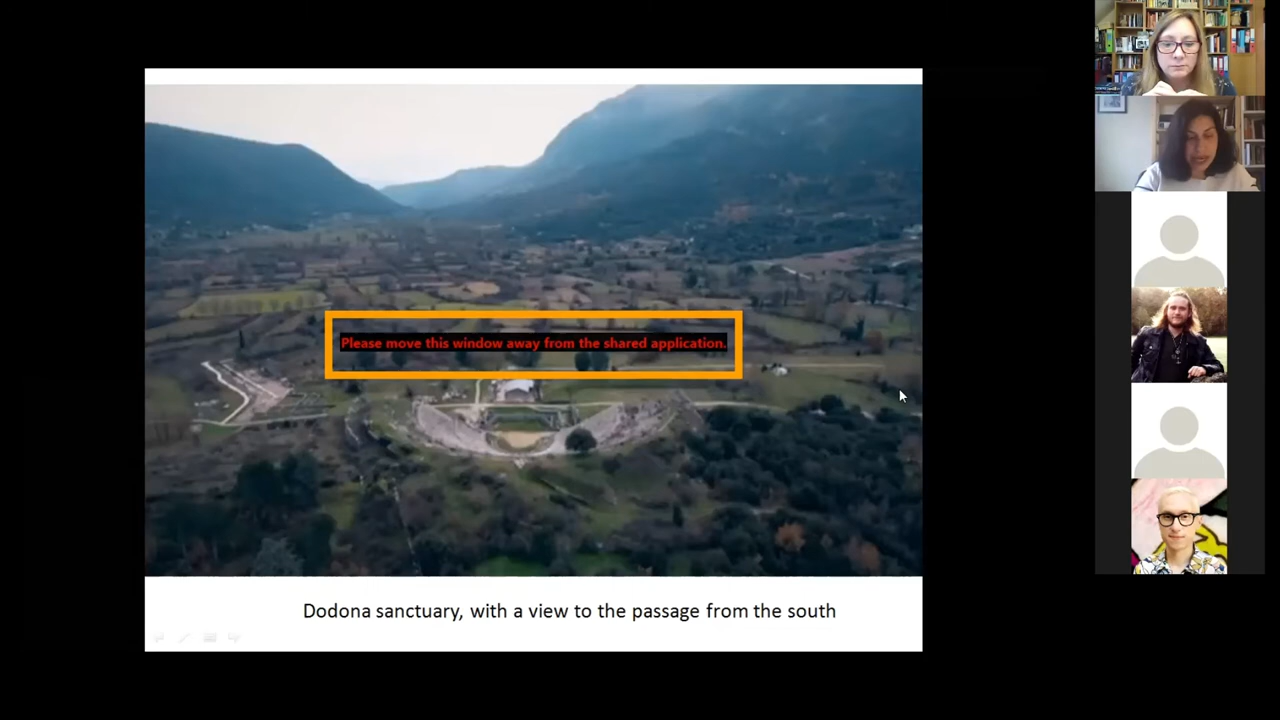 Please move this window away from the shared application.
Dodona sanctuary, with a view to the passage from the south